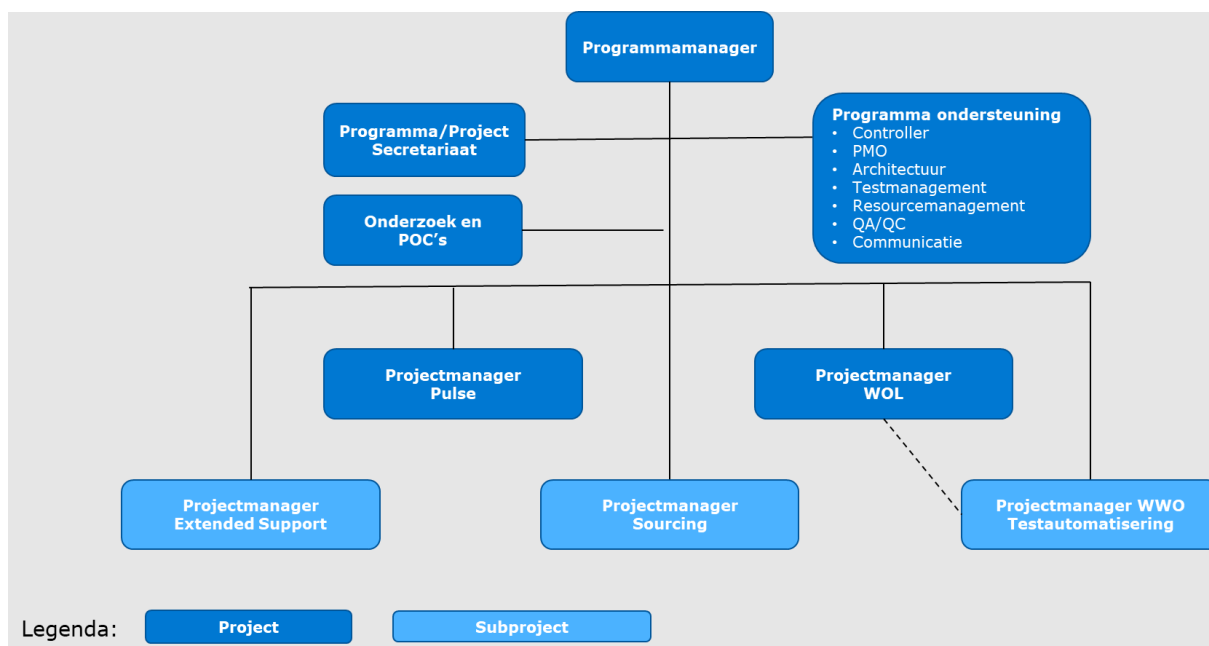 Programmamanager
Programma/Project
Secretariaat
Programma ondersteuning
• Controller
• PMO
• Architectuur
• Testmanagement
• Resourcemanagement
• QA/QC
• Communicatie
Onderzoek en
POC’s
Projectmanager
Pulse
Projectmanager
WOL
Projectmanager
Extended Support
Projectmanager
Sourcing
Projectmanager WWO
Testautomatisering
Legenda:
Project
Subproject